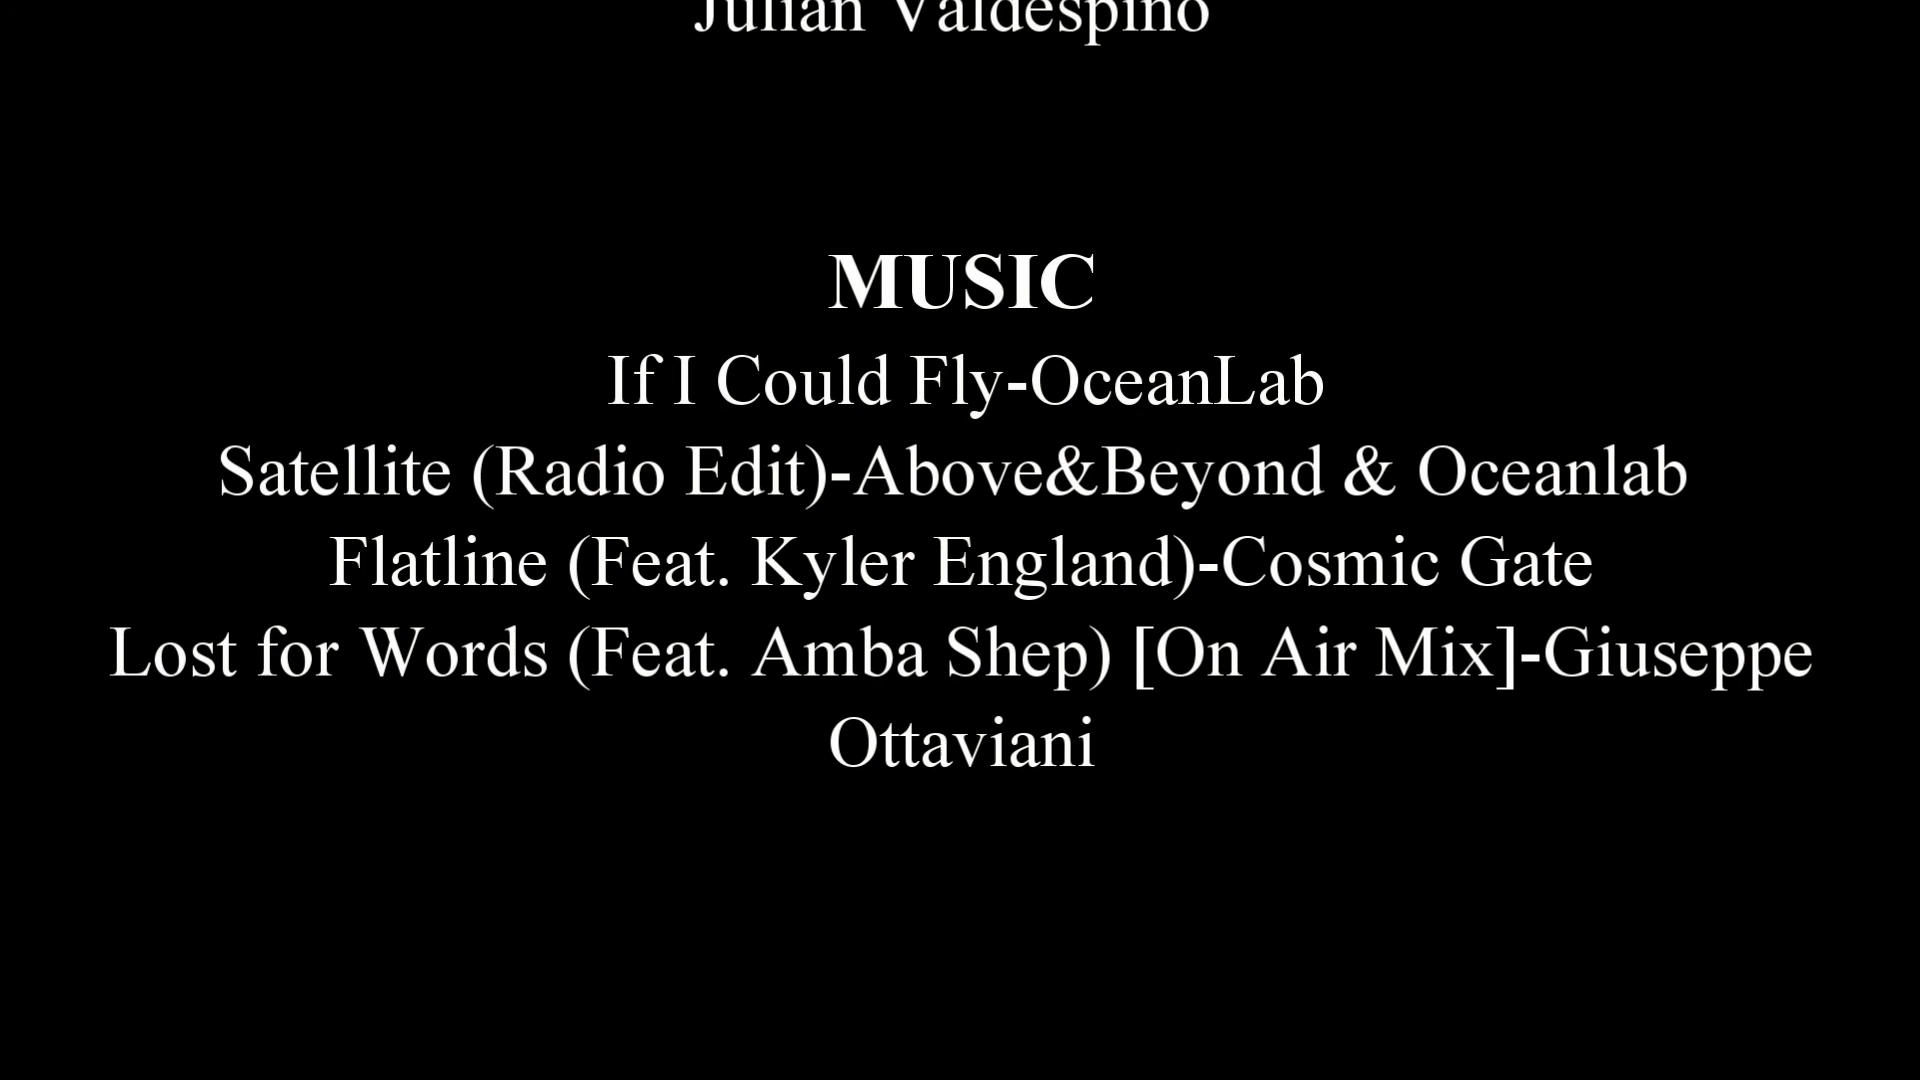 Julian Valdespino
MUSIC
If I Could Fly-OceanLab
Satellite (Radio Edit)-Above&Beyond & Oceanlab
Flatline (Feat. Kyler England)-Cosmic Gate
Lost for Words (Feat. Amba Shep) [On Air Mix]-Giuseppe
Ottaviani